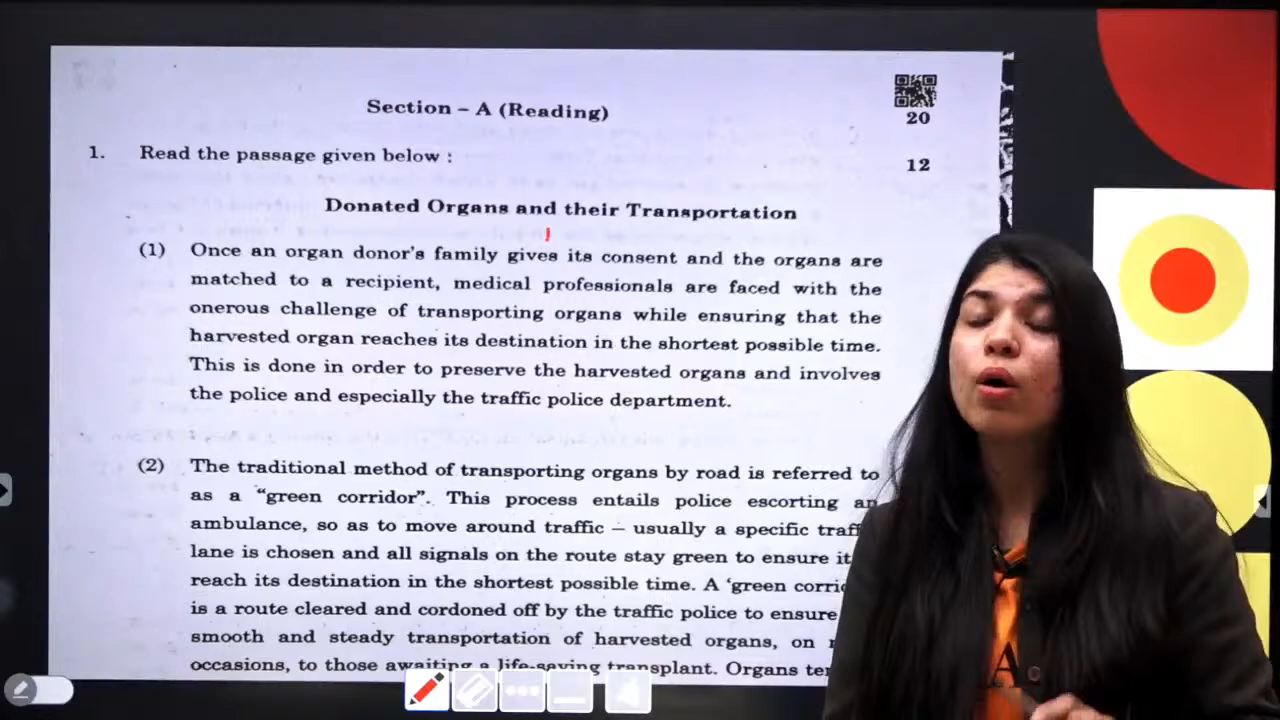 Section – A (Reading)
20
1. Read the passage given below :
12
Donated Organs and their Transportation
(1) Once an organ donor's family gives its consent and the organs are
matched to a recipient, medical professionals are faced with the
onerous challenge of transporting organs while ensuring that the
harvested organ reaches its destination in the shortest possible time.
This is done in order to preserve the harvested organs and involves
the police and especially the traffic police department.
(2) The traditional method of transporting organs by road is referred to
as a "green corridor". This process entails police escorting an
ambulance, so as to move around traffic – usually a specific
lane is chosen and all signals on the route stay green to ensure
reach its destination in the shortest possible time. A 'green
is a route cleared and cordoned off by the traffic police to ensure
smooth and steady transportation of harvested organs, on
occasions, to those awaiting a life-saving transplant. Organs